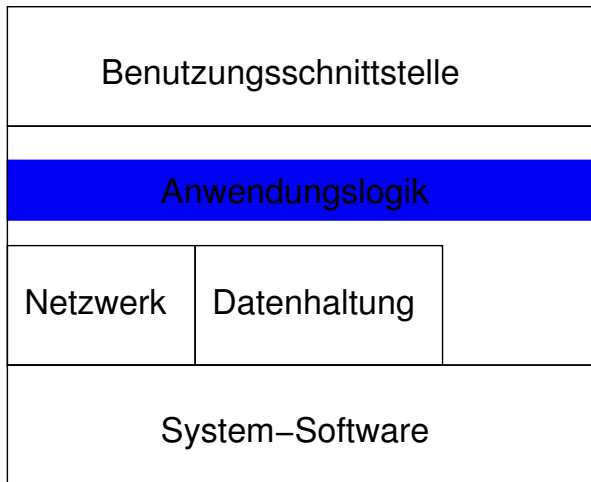 Benutzungsschnittstelle
Anwendungslogik
Netzwerk Datenhaltung
System−Software